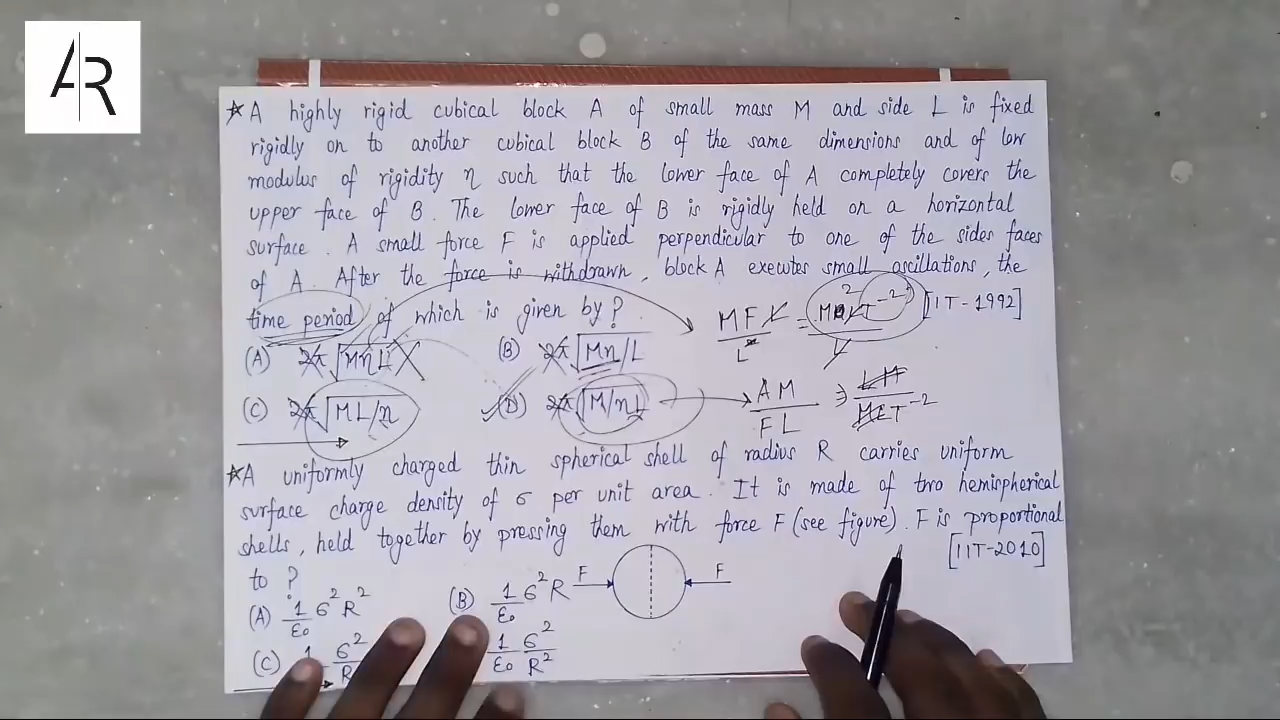 AR
★A highly rigid cubical block A of small mass M and side L is fixed
rigidly on to another cubical block B of the same dimensions and of low
modulus of rigidity η such that the lower face of A completely covers the
upper face of B. The lower face of B is rigidly held on a horizontal
surface. A small force F is applied perpendicular to one of the sides faces
of A. After the force is withdrawn, block A executes small oscillations, the
time period of which is given by?
[IIT-1992]
(A) 2π√MηL
(B) 2π√Mη/L
(C) 2π√ML/η
(D) 2π√M/ηL
AM
FL
★A uniformly charged thin spherical shell of radius R carries uniform
surface charge density of σ per unit area. It is made of two hemispherical
shells, held together by pressing them with force F (see figure). F is proportional
to?
[IIT-2010]
F F
(A) 1/ε₀ σ² R²
(B) 1/ε₀ σ² R
(C) σ²/R
1/ε₀ σ²/R²